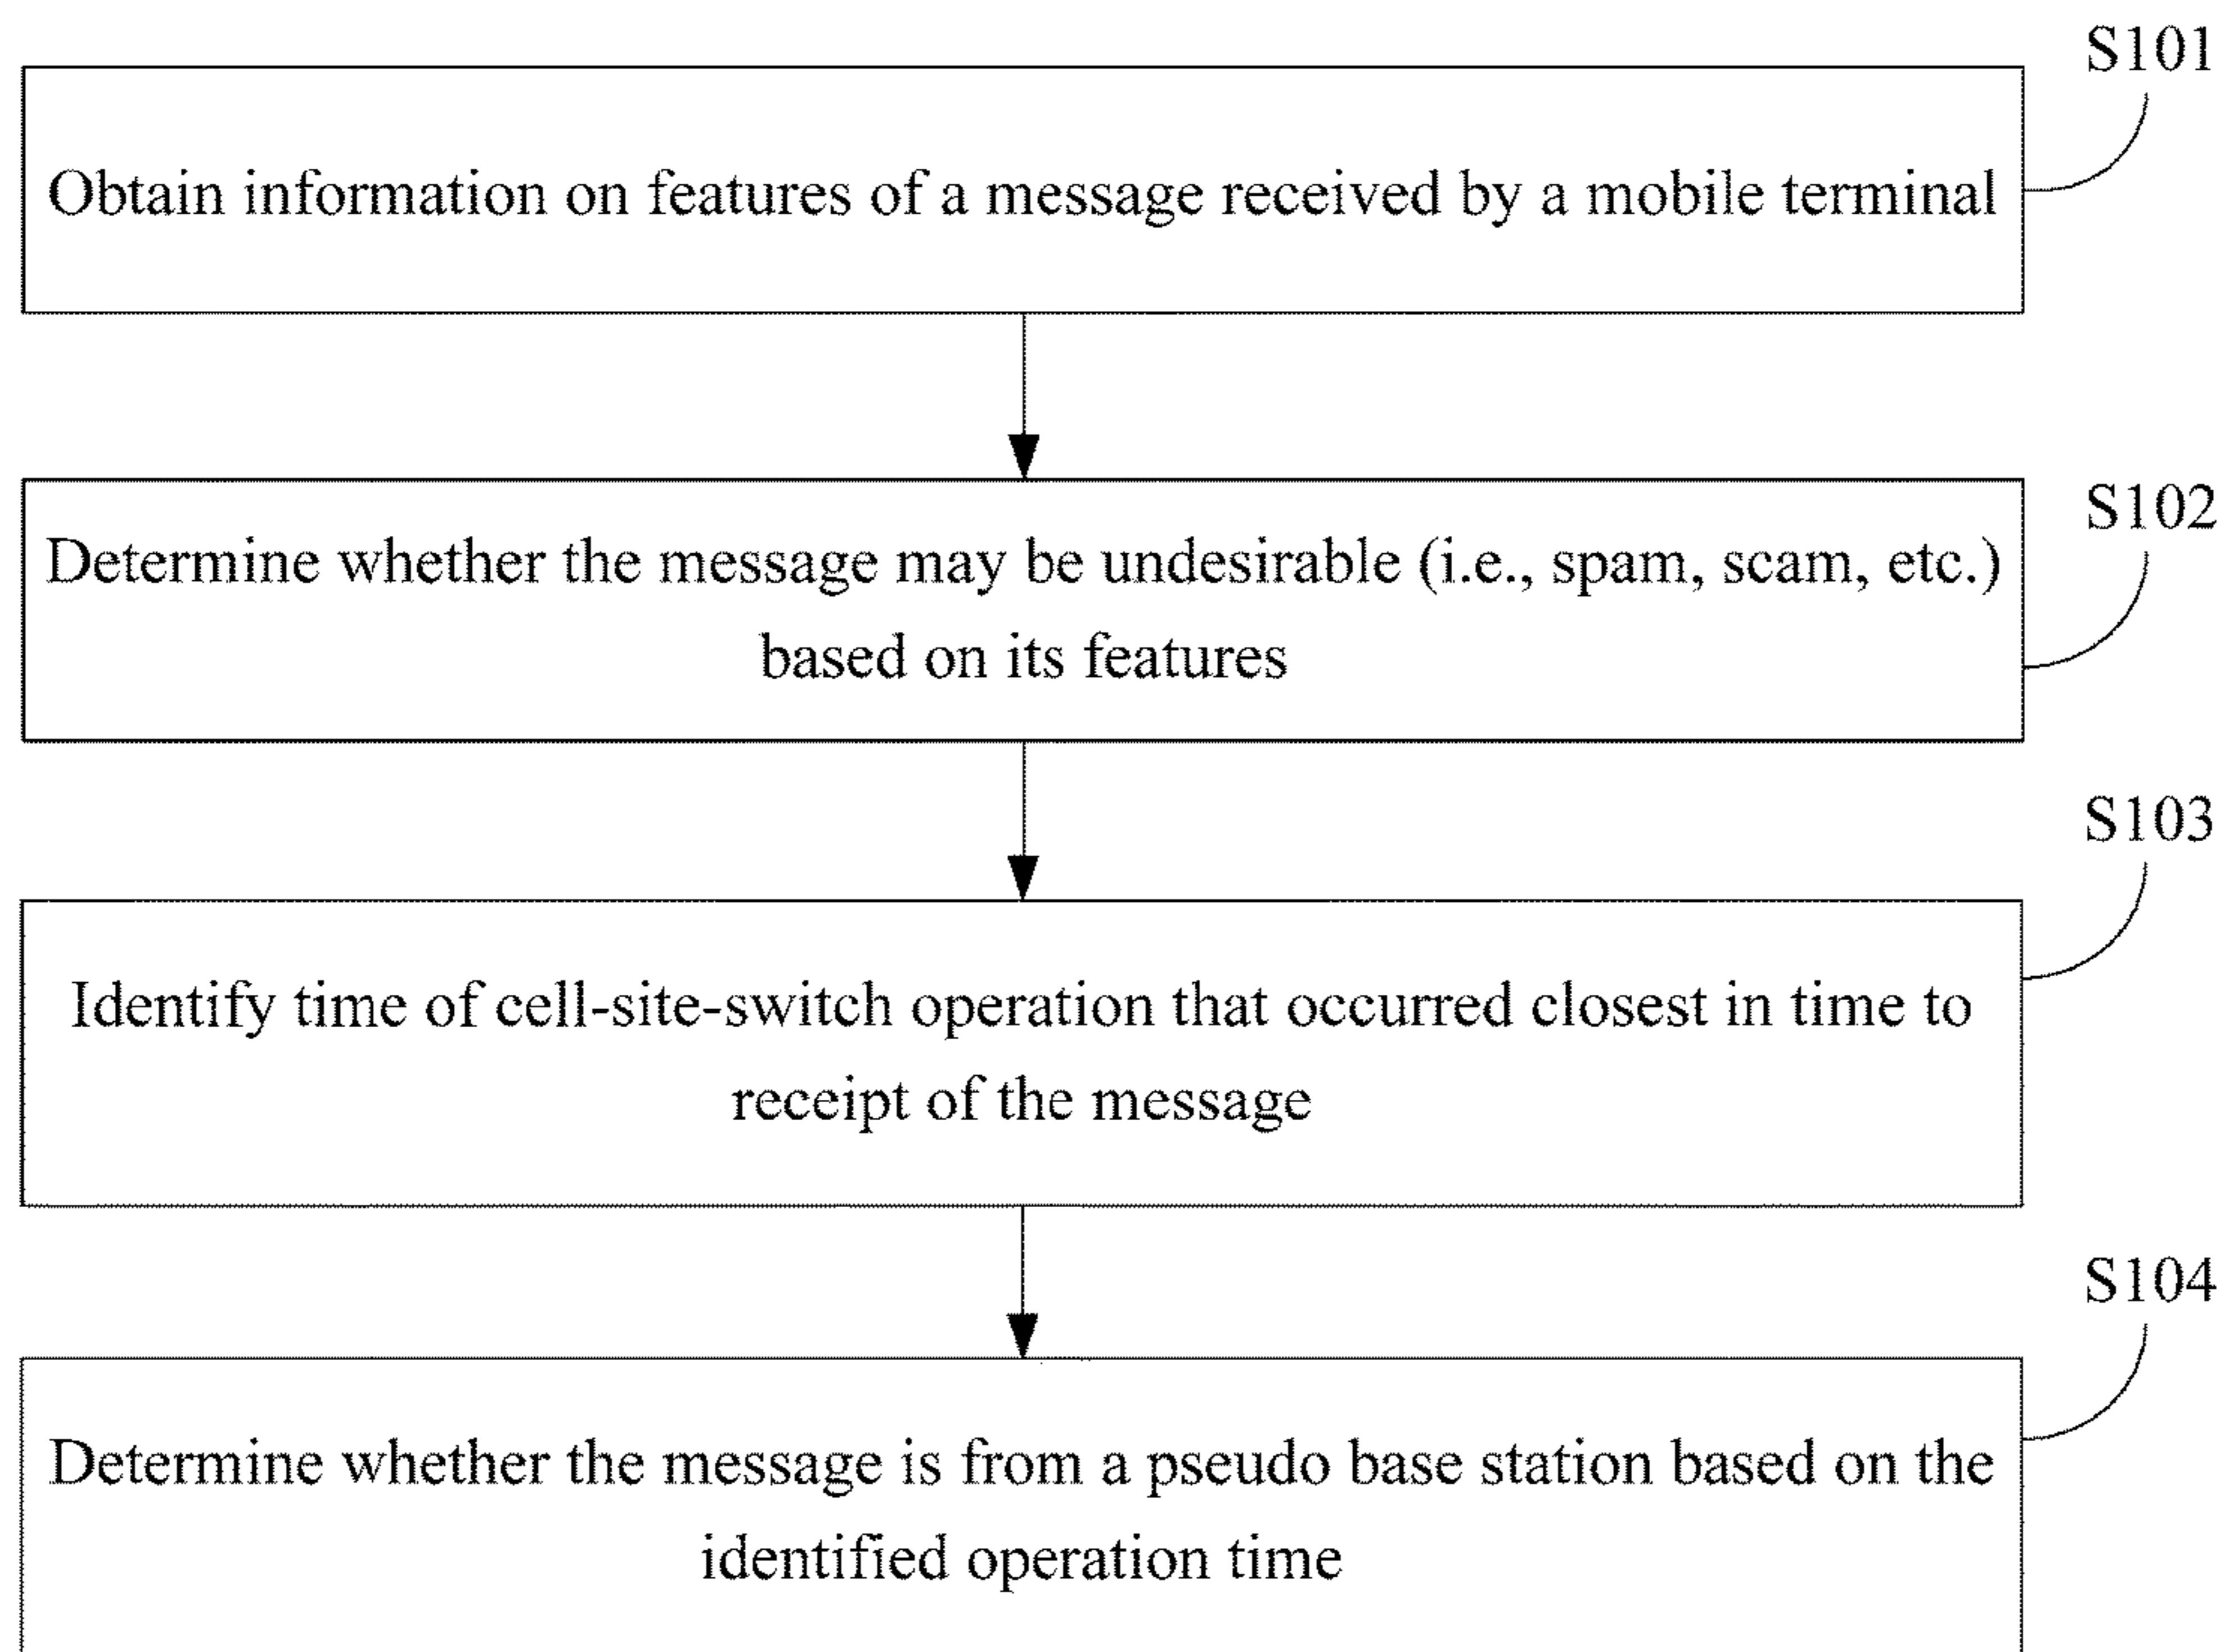 S101
Obtain information on features of a message received by a mobile terminal
S102
Determine whether the message may be undesirable (i.e., spam, scam, etc.)
based on its features
S103
Identify time of cell-site-switch operation that occurred closest in time to
receipt of the message
S104
Determine whether the message is from a pseudo base station based on the
identified operation time